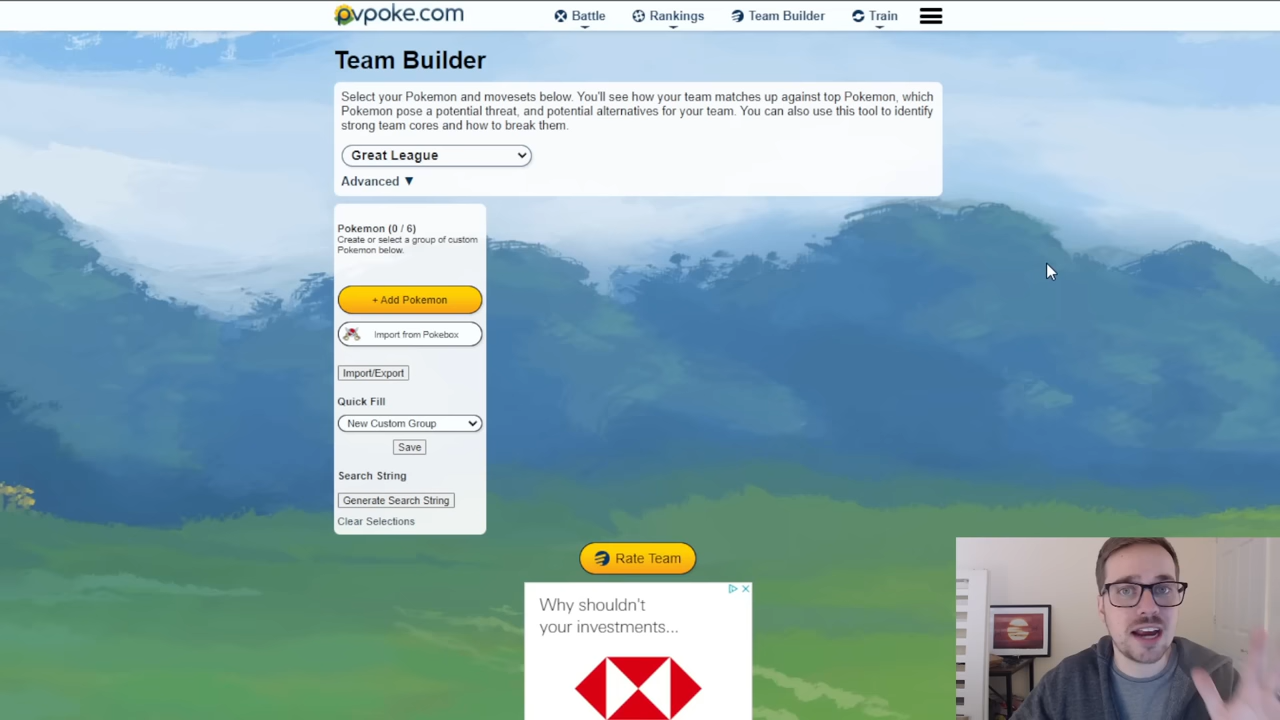 pvpoke.com
Battle
Rankings
Team Builder
Train
Team Builder
Select your Pokemon and movesets below. You'll see how your team matches up against top Pokemon, which
Pokemon pose a potential threat, and potential alternatives for your team. You can also use this tool to identify
strong team cores and how to break them.
Great League
Advanced ▼
Pokemon (0 / 6)
Create or select a group of custom
Pokemon below.
+ Add Pokemon
Import from Pokebox
Import/Export
Quick Fill
New Custom Group
Save
Search String
Generate Search String
Clear Selections
Rate Team
Why shouldn't
your investments...